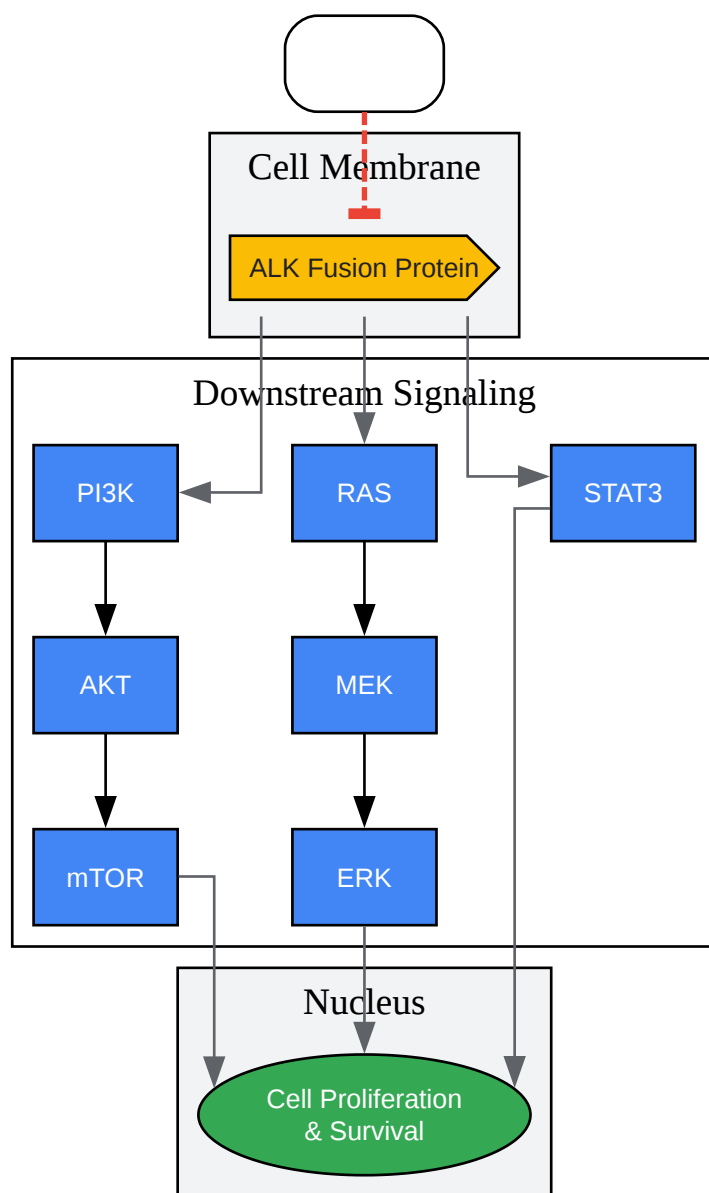 Cell Membrane
ALK Fusion Protein
Downstream Signaling
PI3K
RAS
STAT3
AKT
MEK
mTOR
ERK
Nucleus
Cell Proliferation
& Survival